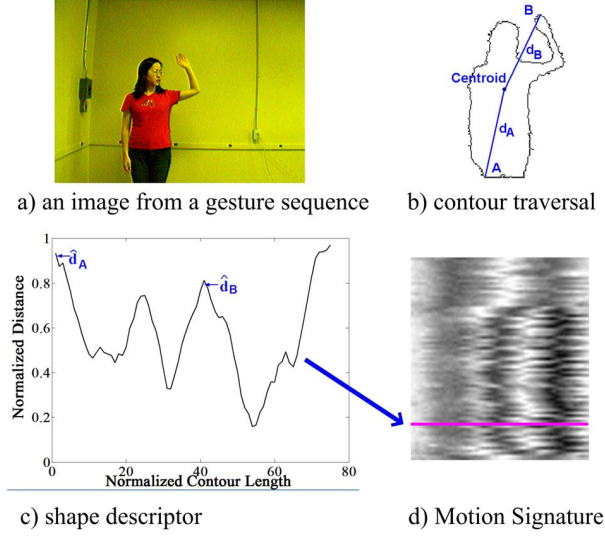 B
d_B
Centroid
d_A
A
a) an image from a gesture sequence
b) contour traversal
1
0.8
0.6
0.4
0.2
0
Normalized Distance
d̂_A
d̂_B
0
20
40
60
80
Normalized Contour Length
c) shape descriptor
d) Motion Signature